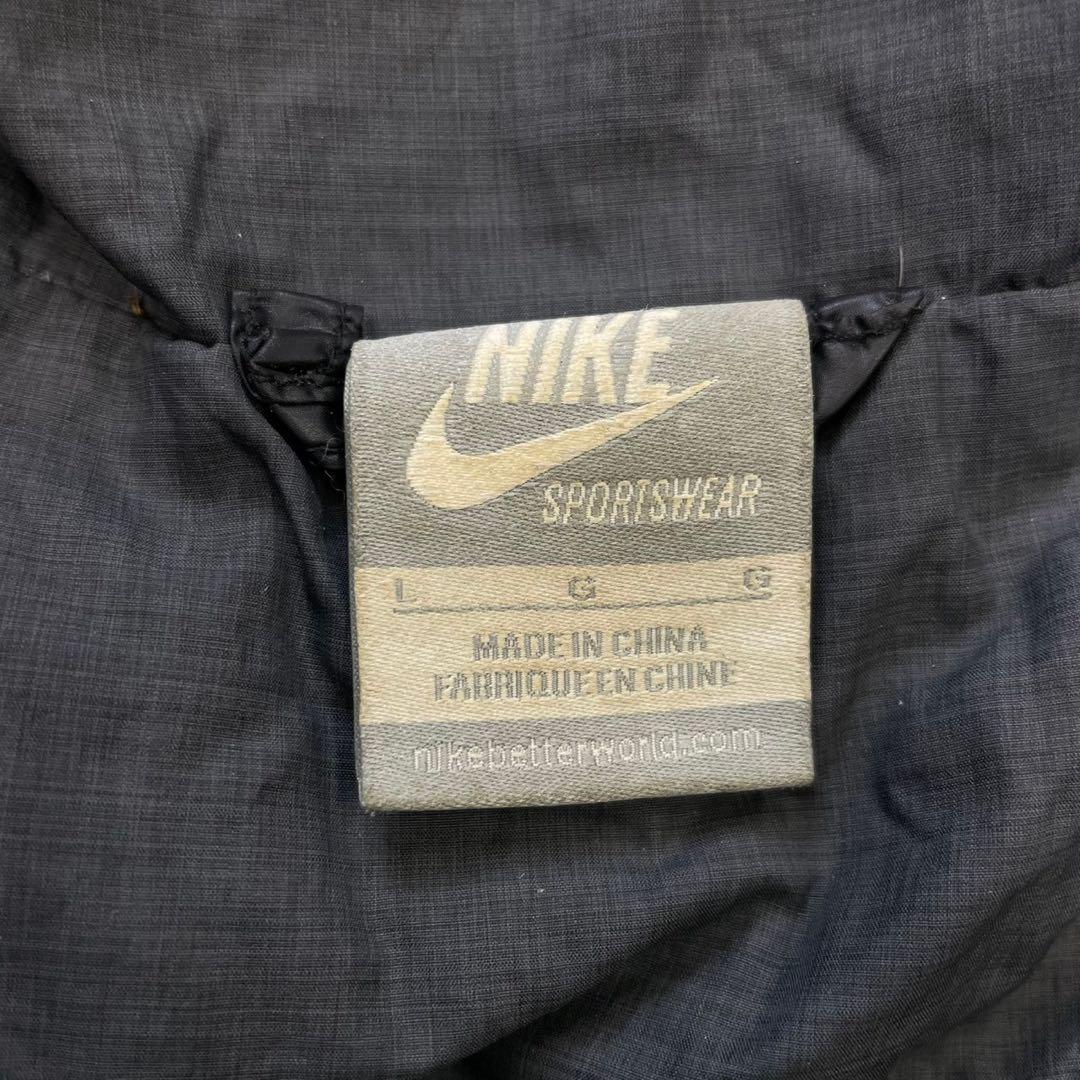 NIKE
SPORTSWEAR
L G G
MADE IN CHINA
FABRIQUE EN CHINE
nikebetterworld.com